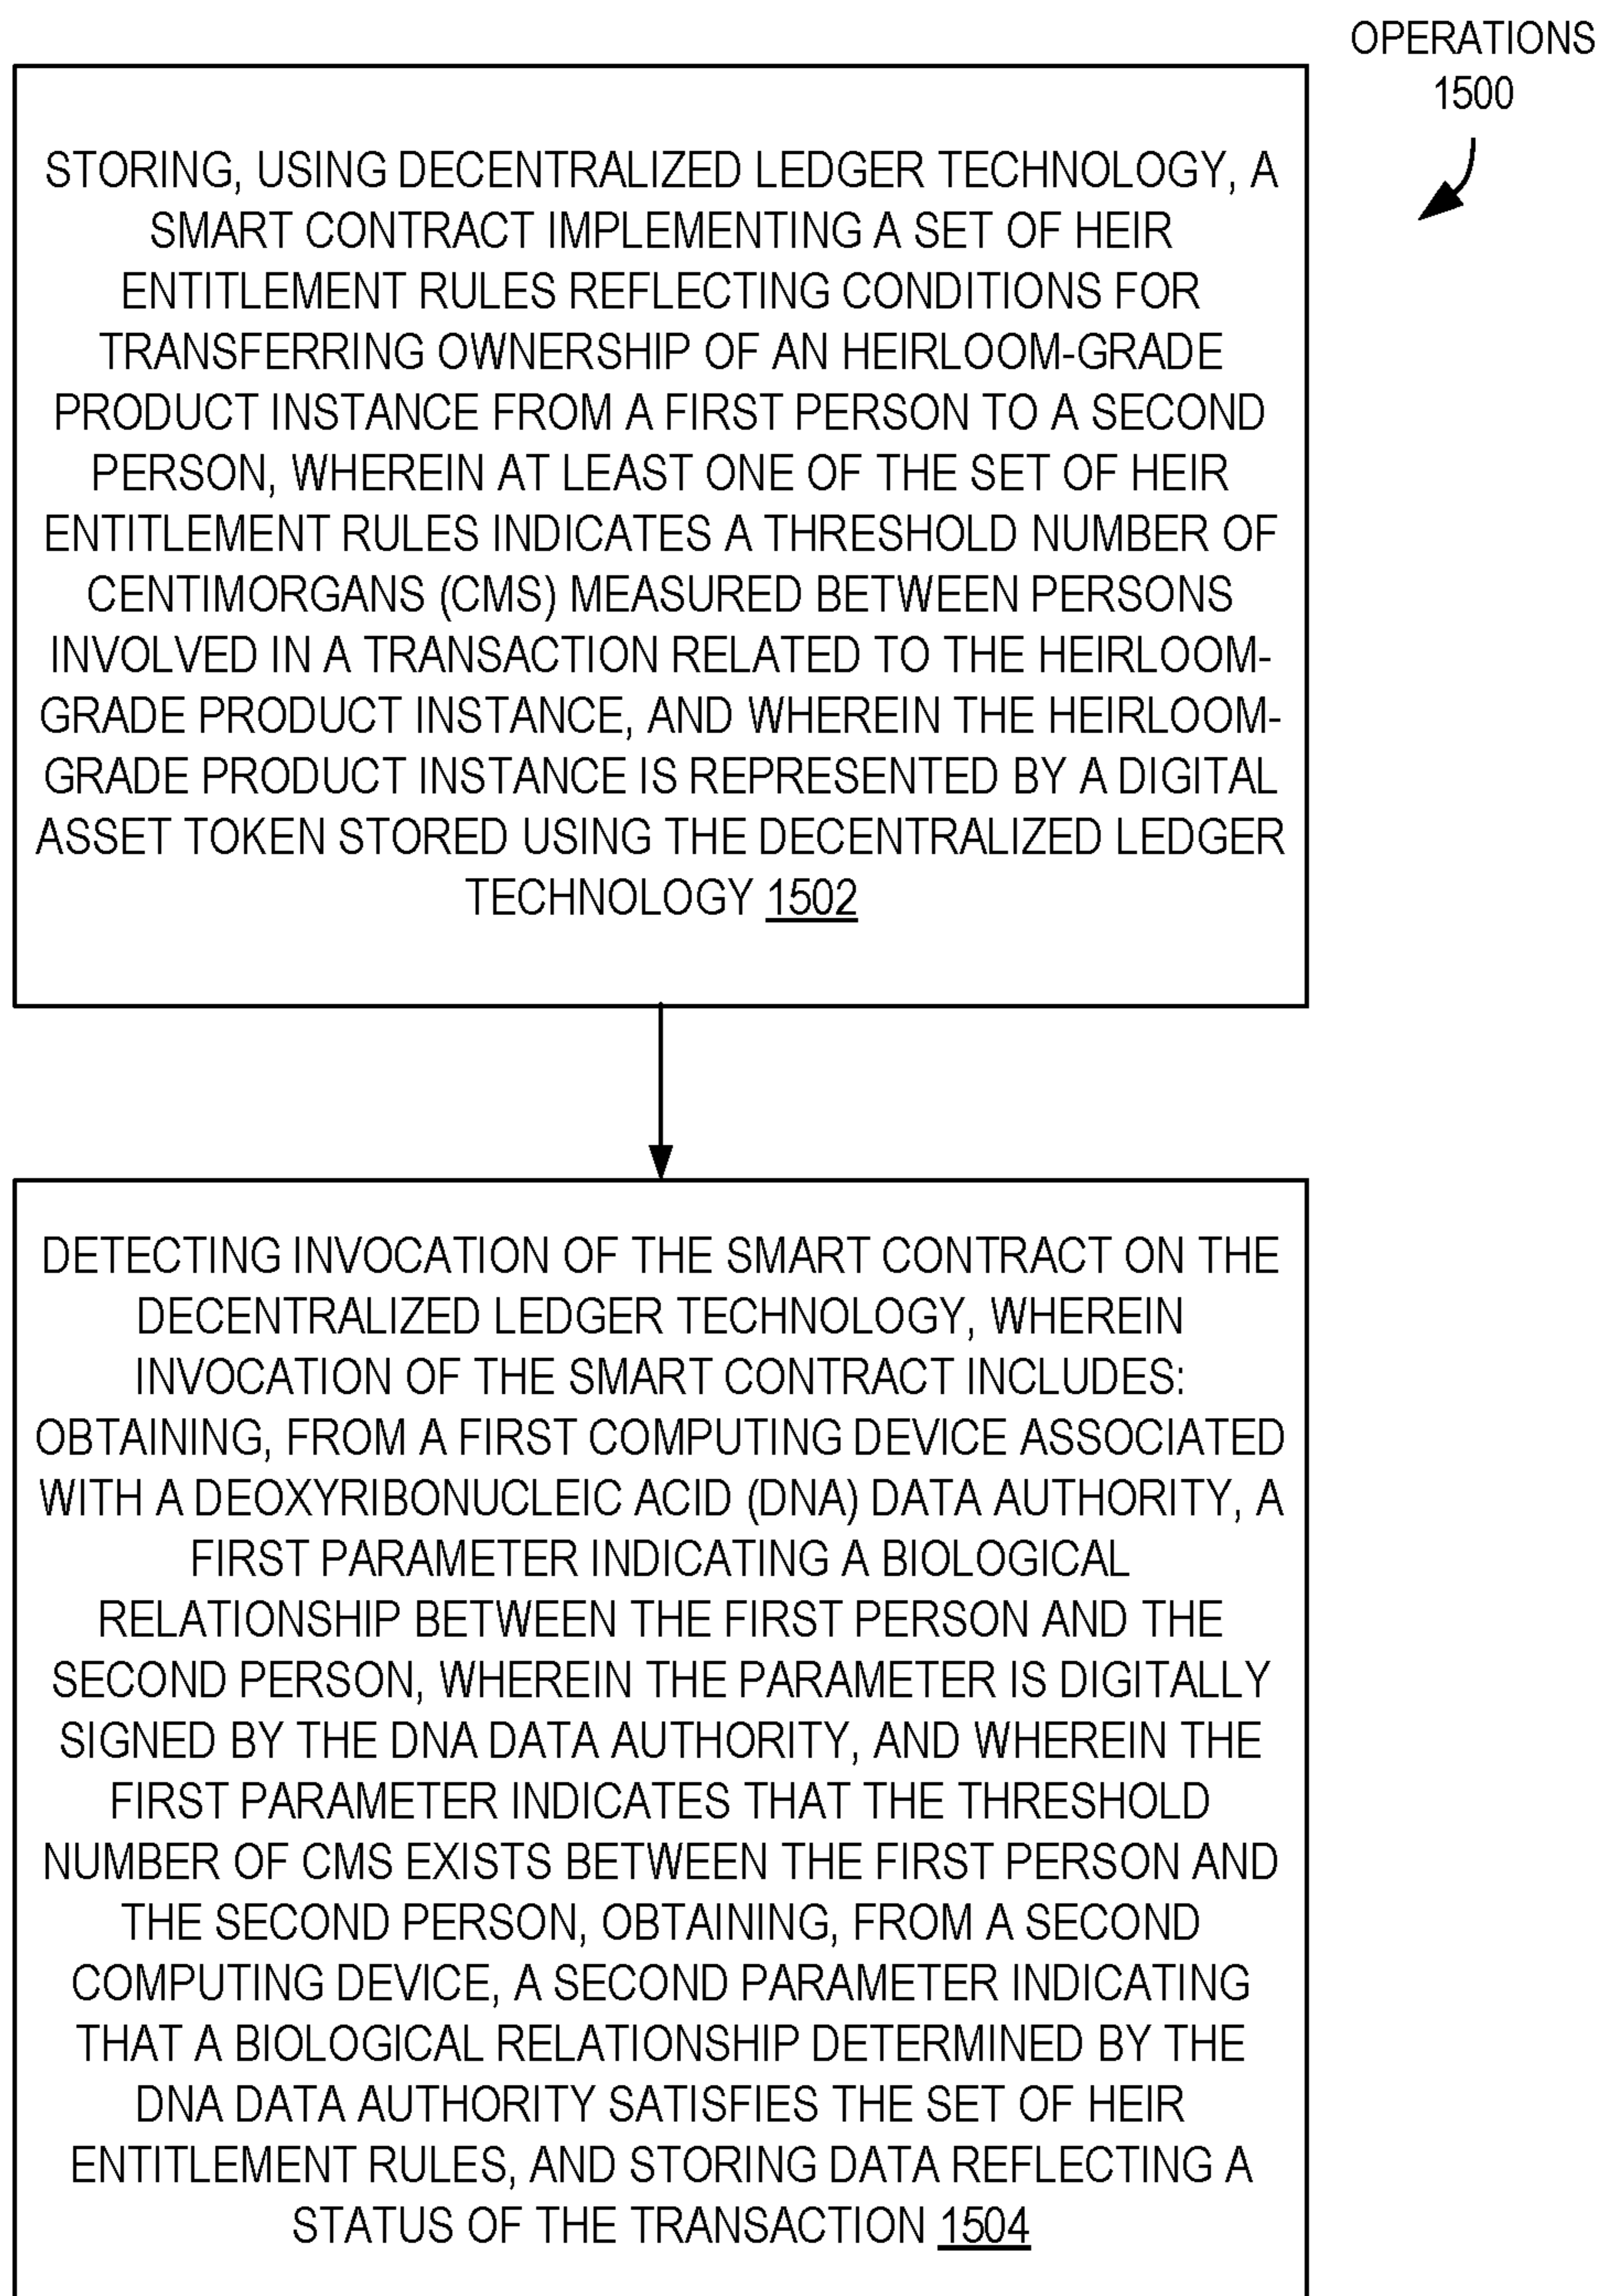 OPERATIONS
1500
STORING, USING DECENTRALIZED LEDGER TECHNOLOGY, A
SMART CONTRACT IMPLEMENTING A SET OF HEIR
ENTITLEMENT RULES REFLECTING CONDITIONS FOR
TRANSFERRING OWNERSHIP OF AN HEIRLOOM-GRADE
PRODUCT INSTANCE FROM A FIRST PERSON TO A SECOND
PERSON, WHEREIN AT LEAST ONE OF THE SET OF HEIR
ENTITLEMENT RULES INDICATES A THRESHOLD NUMBER OF
CENTIMORGANS (CMS) MEASURED BETWEEN PERSONS
INVOLVED IN A TRANSACTION RELATED TO THE HEIRLOOM-
GRADE PRODUCT INSTANCE, AND WHEREIN THE HEIRLOOM-
GRADE PRODUCT INSTANCE IS REPRESENTED BY A DIGITAL
ASSET TOKEN STORED USING THE DECENTRALIZED LEDGER
TECHNOLOGY 1502
DETECTING INVOCATION OF THE SMART CONTRACT ON THE
DECENTRALIZED LEDGER TECHNOLOGY, WHEREIN
INVOCATION OF THE SMART CONTRACT INCLUDES:
OBTAINING, FROM A FIRST COMPUTING DEVICE ASSOCIATED
WITH A DEOXYRIBONUCLEIC ACID (DNA) DATA AUTHORITY, A
FIRST PARAMETER INDICATING A BIOLOGICAL
RELATIONSHIP BETWEEN THE FIRST PERSON AND THE
SECOND PERSON, WHEREIN THE PARAMETER IS DIGITALLY
SIGNED BY THE DNA DATA AUTHORITY, AND WHEREIN THE
FIRST PARAMETER INDICATES THAT THE THRESHOLD
NUMBER OF CMS EXISTS BETWEEN THE FIRST PERSON AND
THE SECOND PERSON, OBTAINING, FROM A SECOND
COMPUTING DEVICE, A SECOND PARAMETER INDICATING
THAT A BIOLOGICAL RELATIONSHIP DETERMINED BY THE
DNA DATA AUTHORITY SATISFIES THE SET OF HEIR
ENTITLEMENT RULES, AND STORING DATA REFLECTING A
STATUS OF THE TRANSACTION 1504